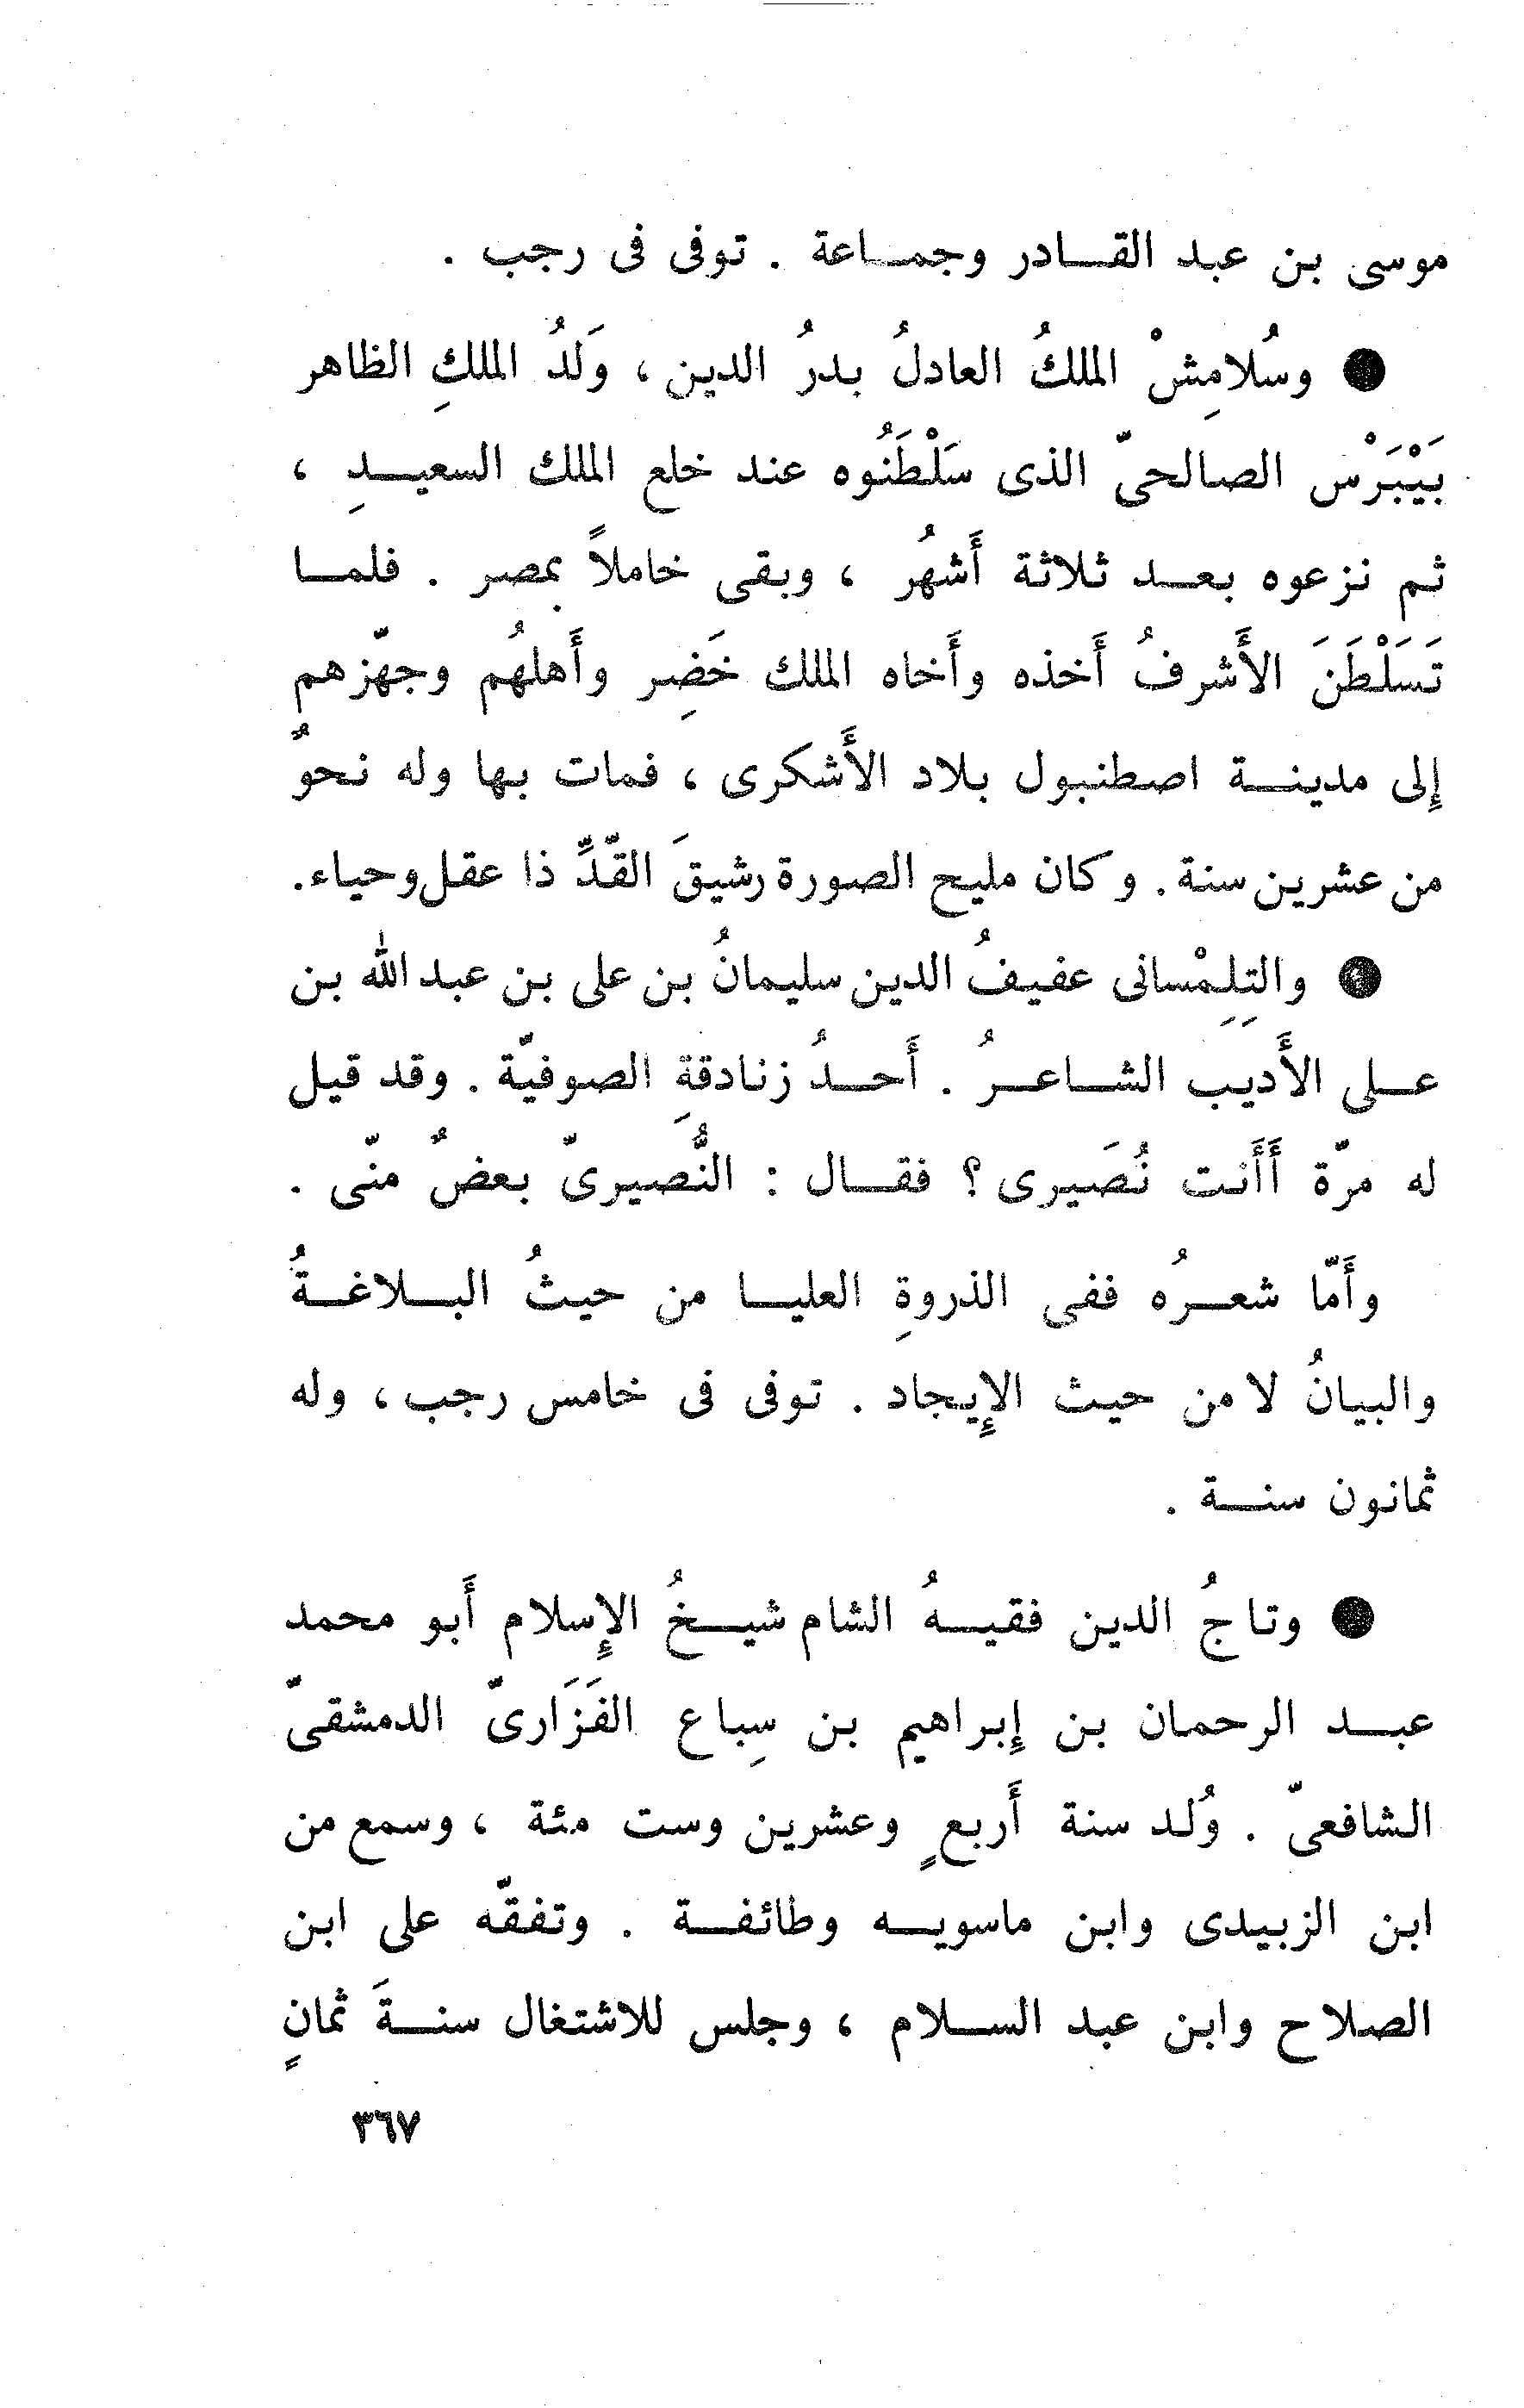 موسى بن عبد القادر وجماعة . توفى فى رجب .
● وسُلامِشْ الملكُ العادلُ بدرُ الدين ، وَلدُ الملكِ الظاهر
بَيْبَرْس الصالحىّ الذى سَلْطَنُوه عند خلع الملك السعيدِ ،
ثم نزعوه بعد ثلاثة أَشهُر ، وبقى خاملاً بمصر . فلما
تَسَلْطَنَ الأَشرفُ أَخذه وأَخاه الملك خَضِر وأَهلهُم وجهّزهم
إِلى مدينة اصطنبول بلاد الأَشكرى ، فمات بها وله نحوٌ
من عشرين سنة . وكان مليح الصورة رشيقَ القّدِّ ذا عقل وحياء .
● والتِلِمْسانى عفيفُ الدين سليمانُ بن على بن عبد الله بن
على الأَديب الشاعرُ . أَحدُ زنادقةِ الصوفيّة . وقد قيل
له مرّة أَأَنت نُصَيرى ؟ فقال : النُّصيرىّ بعضٌ منّى .
وأَمّا شعرُه ففى الذروةِ العليا من حيثُ البلاغةُ
والبيانُ لا من حيث الإِيجاد . توفى فى خامس رجب ، وله
ثمانون سنة .
● وتاجُ الدين فقيهُ الشام شيخُ الإِسلام أَبو محمد
عبد الرحمان بن إِبراهيم بن سِباع الفَزَارىّ الدمشقىّ
الشافعىّ . وُلد سنة أَربعٍ وعشرين وست مئة ، وسمع من
ابن الزبيدى وابن ماسويه وطائفة . وتفقّه على ابن
الصلاح وابن عبد السلام ، وجلس للاشتغال سنةَ ثمانٍ
٣٦٧